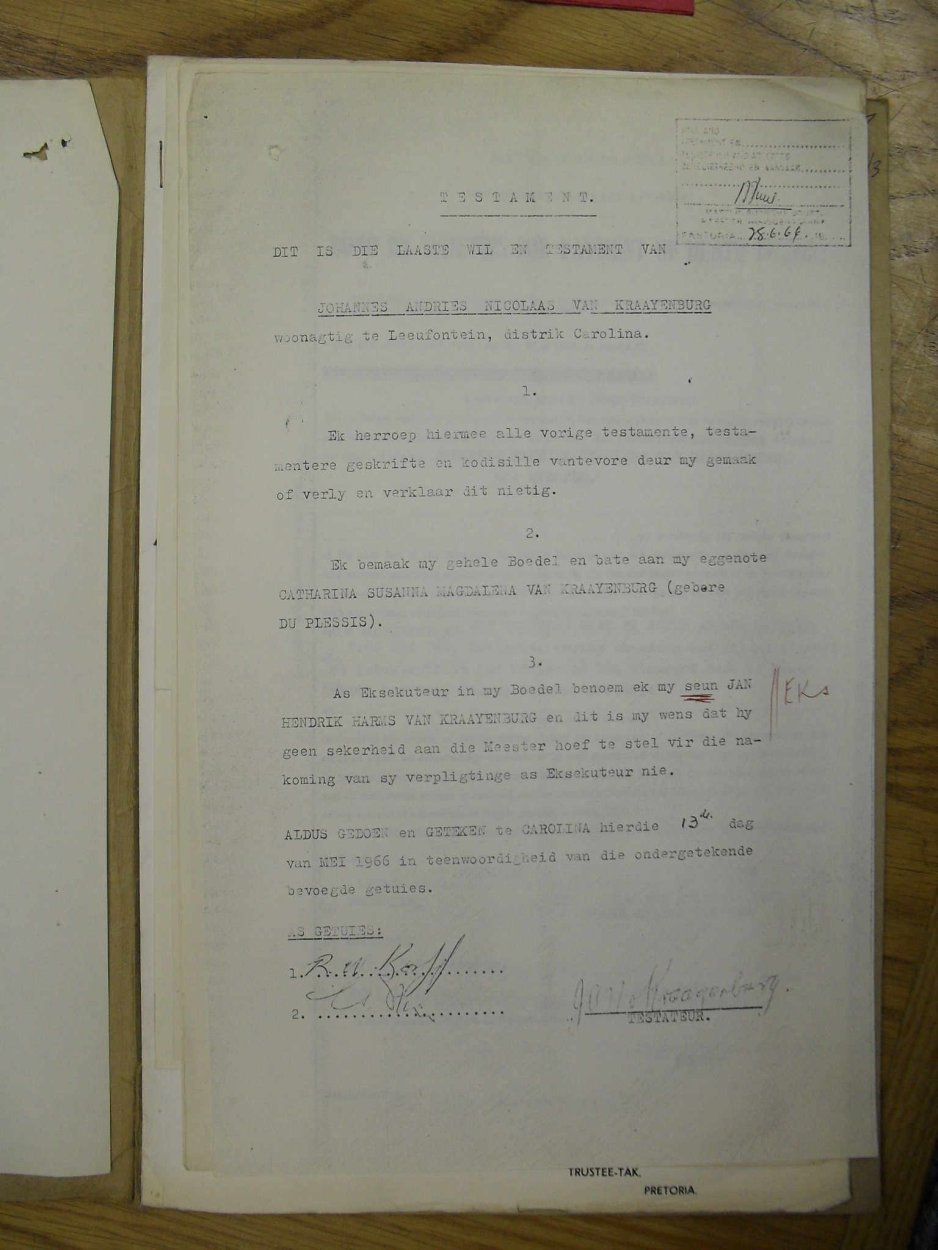 TESTAMENT.
28.6.69.
DIT IS DIE LAASTE WIL EN TESTAMENT VAN
JOHANNES ANDRIES NICOLAAS VAN KRAAYENBURG
woonagtig te Leeufontein, distrik Carolina.
1.
Ek herroep hiermee alle vorige testamente, testa-
mentere geskrifte en kodisille vantevore deur my gemaak
of verly en verklaar dit nietig.
2.
Ek bemaak my gehele Boedel en bate aan my eggenote
CATHARINA SUSANNA MAGDALENA VAN KRAAYENBURG (gebore
DU PLESSIS).
3.
As Eksekuteur in my Boedel benoem ek my seun JAN
EKs
HENDRIK HARMS VAN KRAAYENBURG en dit is my wens dat hy
geen sekerheid aan die Meester hoef te stel vir die na-
koming van sy verpligtinge as Eksekuteur nie.
ALDUS GEDOEN en GETEKEN te CAROLINA hierdie 13de dag
van MEI 1966 in teenwoordigheid van die ondergetekende
bevoegde getuies.
AS GETUIES:
1.
2.
TESTATEUR.
TRUSTEE-TAK.
PRETORIA.